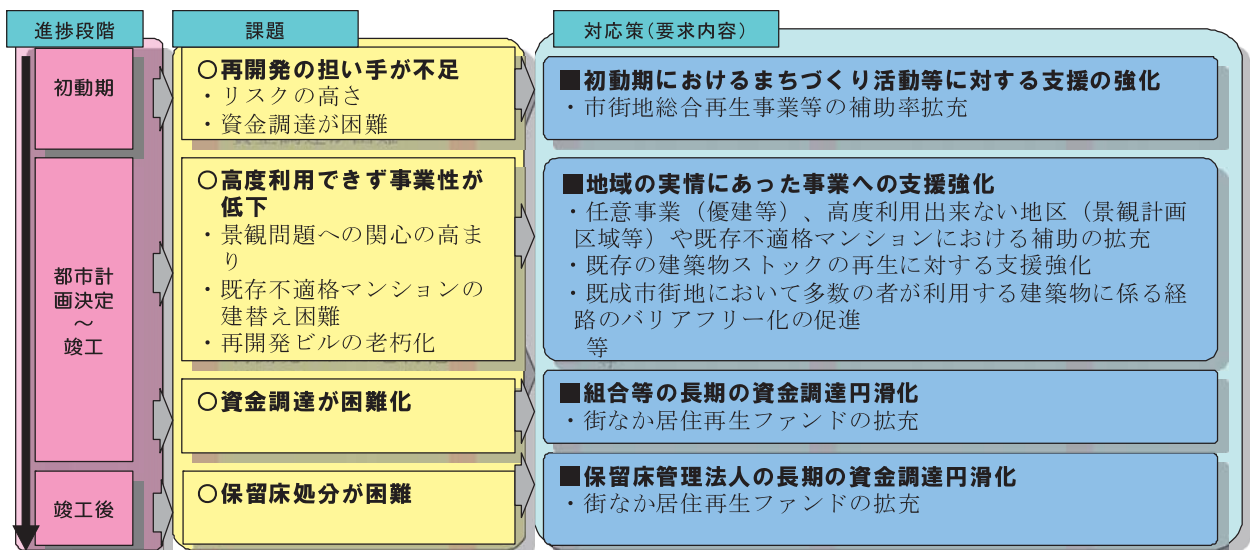 進捗段階
課題
対応策(要求内容)
初動期
○再開発の担い手が不足
・リスクの高さ
・資金調達が困難
■初動期におけるまちづくり活動等に対する支援の強化
・市街地総合再生事業等の補助率拡充
都市計
画決定
～
竣工
○高度利用できず事業性が
低下
・景観問題への関心の高ま
り
・既存不適格マンションの
建替え困難
・再開発ビルの老朽化
■地域の実情にあった事業への支援強化
・任意事業（優建等）、高度利用出来ない地区（景観計画
区域等）や既存不適格マンションにおける補助の拡充
・既存の建築物ストックの再生に対する支援強化
・既成市街地において多数の者が利用する建築物に係る経
路のバリアフリー化の促進
等
○資金調達が困難化
■組合等の長期の資金調達円滑化
・街なか居住再生ファンドの拡充
竣工後
○保留床処分が困難
■保留床管理法人の長期の資金調達円滑化
・街なか居住再生ファンドの拡充